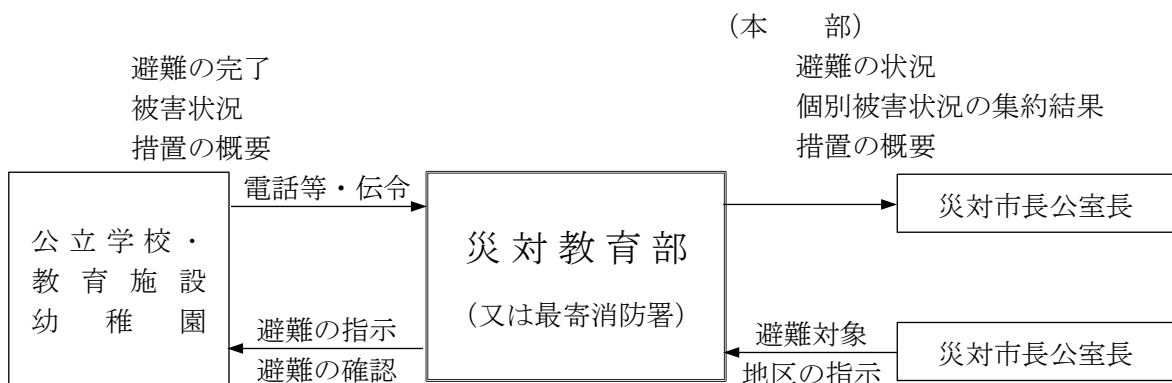 (本　　部)
避難の完了
被害状況
措置の概要
避難の状況
個別被害状況の集約結果
措置の概要
電話等・伝令
公立学校・
教育施設
幼稚園
災対教育部
(又は最寄消防署)
災対市長公室長
避難の指示
避難の確認
避難対象
地区の指示
災対市長公室長